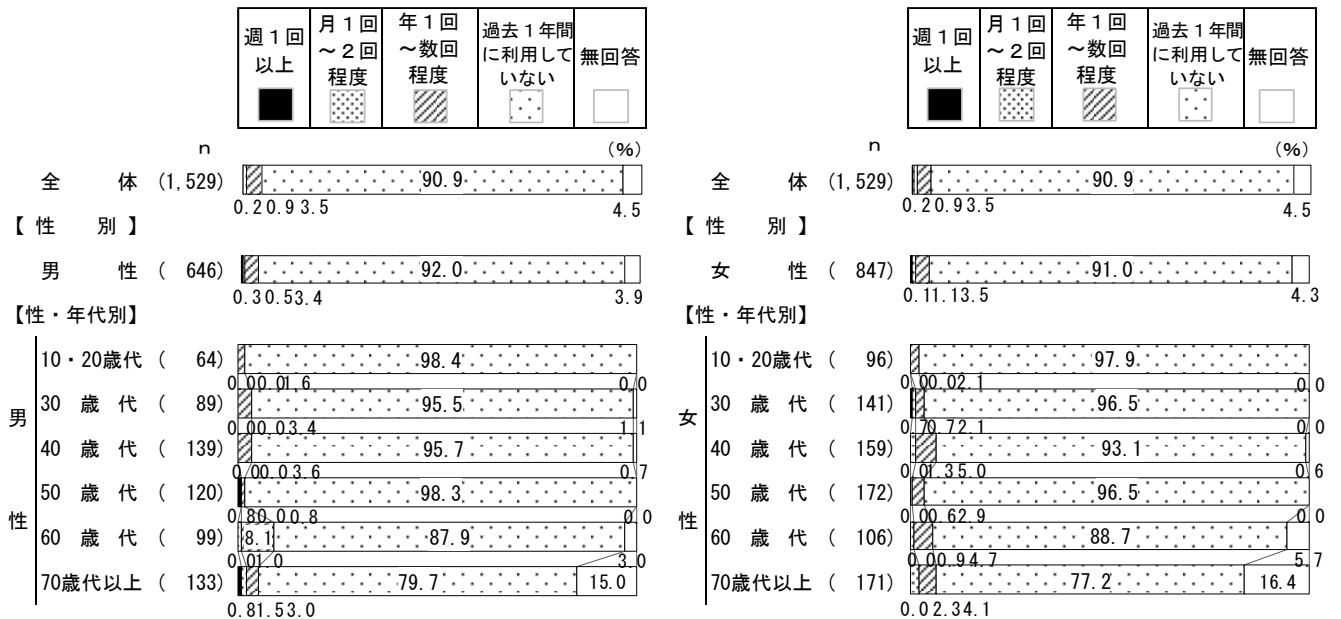 週１回以上 月１回～２回程度 年１回～数回程度 過去１年間に利用していない 無回答
n (%)
全 体 (1,529) 90.9
0.2 0.9 3.5 4.5
【性 別】
男 性 ( 646) 92.0
0.3 0.5 3.4 3.9
【性・年代別】
男性
10・20歳代 ( 64) 98.4
0.0 0.0 1.6 0.0
30 歳 代 ( 89) 95.5
0.0 0.0 3.4 1.1
40 歳 代 ( 139) 95.7
0.0 0.0 3.6 0.7
50 歳 代 ( 120) 98.3
0.8 0.0 0.8 0.0
60 歳 代 ( 99) 8.1 87.9
0.0 1.0 3.0
70歳代以上 ( 133) 79.7 15.0
0.8 1.5 3.0
週１回以上 月１回～２回程度 年１回～数回程度 過去１年間に利用していない 無回答
n (%)
全 体 (1,529) 90.9
0.2 0.9 3.5 4.5
【性 別】
女 性 ( 847) 91.0
0.1 1.1 3.5 4.3
【性・年代別】
女性
10・20歳代 ( 96) 97.9
0.0 0.0 2.1 0.0
30 歳 代 ( 141) 96.5
0.7 0.7 2.1 0.0
40 歳 代 ( 159) 93.1
0.0 1.3 5.0 0.6
50 歳 代 ( 172) 96.5
0.0 0.6 2.9 0.0
60 歳 代 ( 106) 88.7
0.0 0.9 4.7 5.7
70歳代以上 ( 171) 77.2 16.4
0.0 2.3 4.1